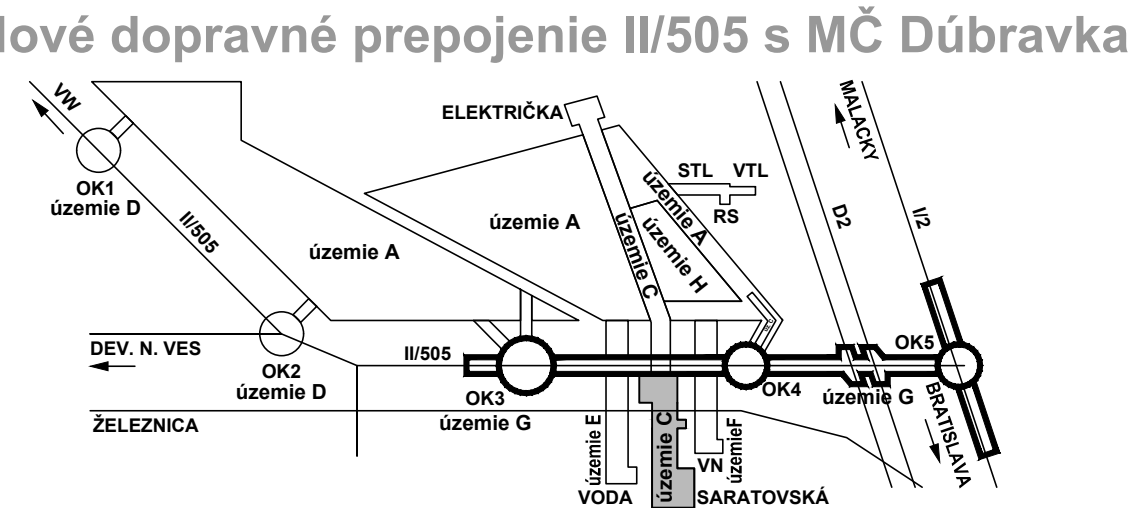 lové dopravné prepojenie II/505 s MČ Dúbravka
VW
ELEKTRIČKA
MALACKY
STL VTL
RS
OK1
územie D
II/505
územie A
územie A
územie A
územie C
územie H
D2
I/2
DEV. N. VES
II/505
OK2
územie D
OK3
územie G
OK4
OK5
územie G
ŽELEZNICA
územie E
územie C
územieF
VN
BRATISLAVA
VODA
SARATOVSKÁ